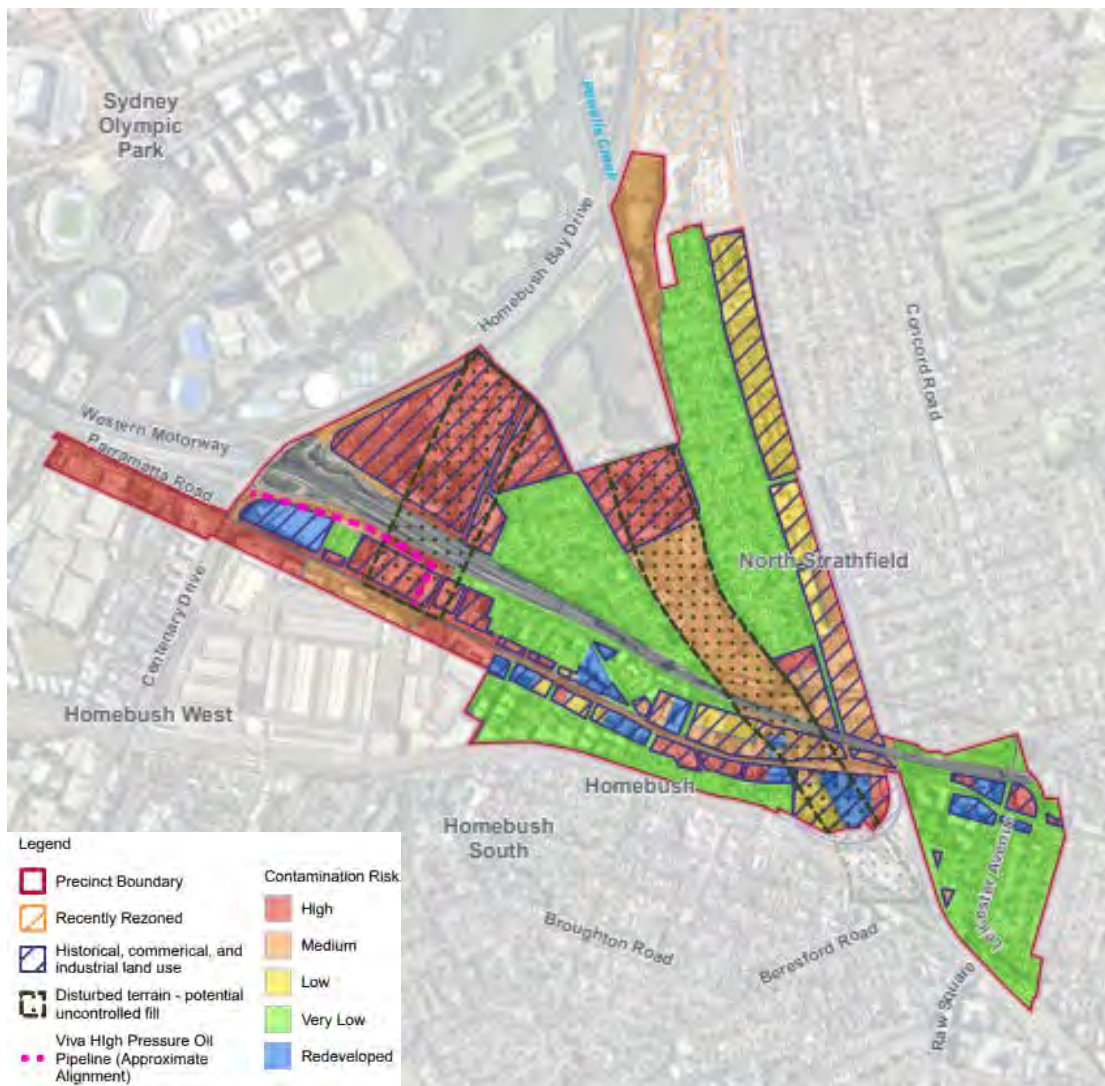 Sydney
Olympic
Park
Powells Creek
Homebush Bay Drive
Concord Road
Western Motorway
Parramatta Road
North Strathfield
Centenary Drive
Homebush West
Homebush
Homebush
South
Leicester Avenue
Broughton Road
Beresford Road
Raw Square
Legend
Precinct Boundary
Recently Rezoned
Historical, commerical, and
industrial land use
Disturbed terrain - potential
uncontrolled fill
Viva HIgh Pressure Oil
Pipeline (Approximate
Alignment)
Contamination Risk
High
Medium
Low
Very Low
Redeveloped